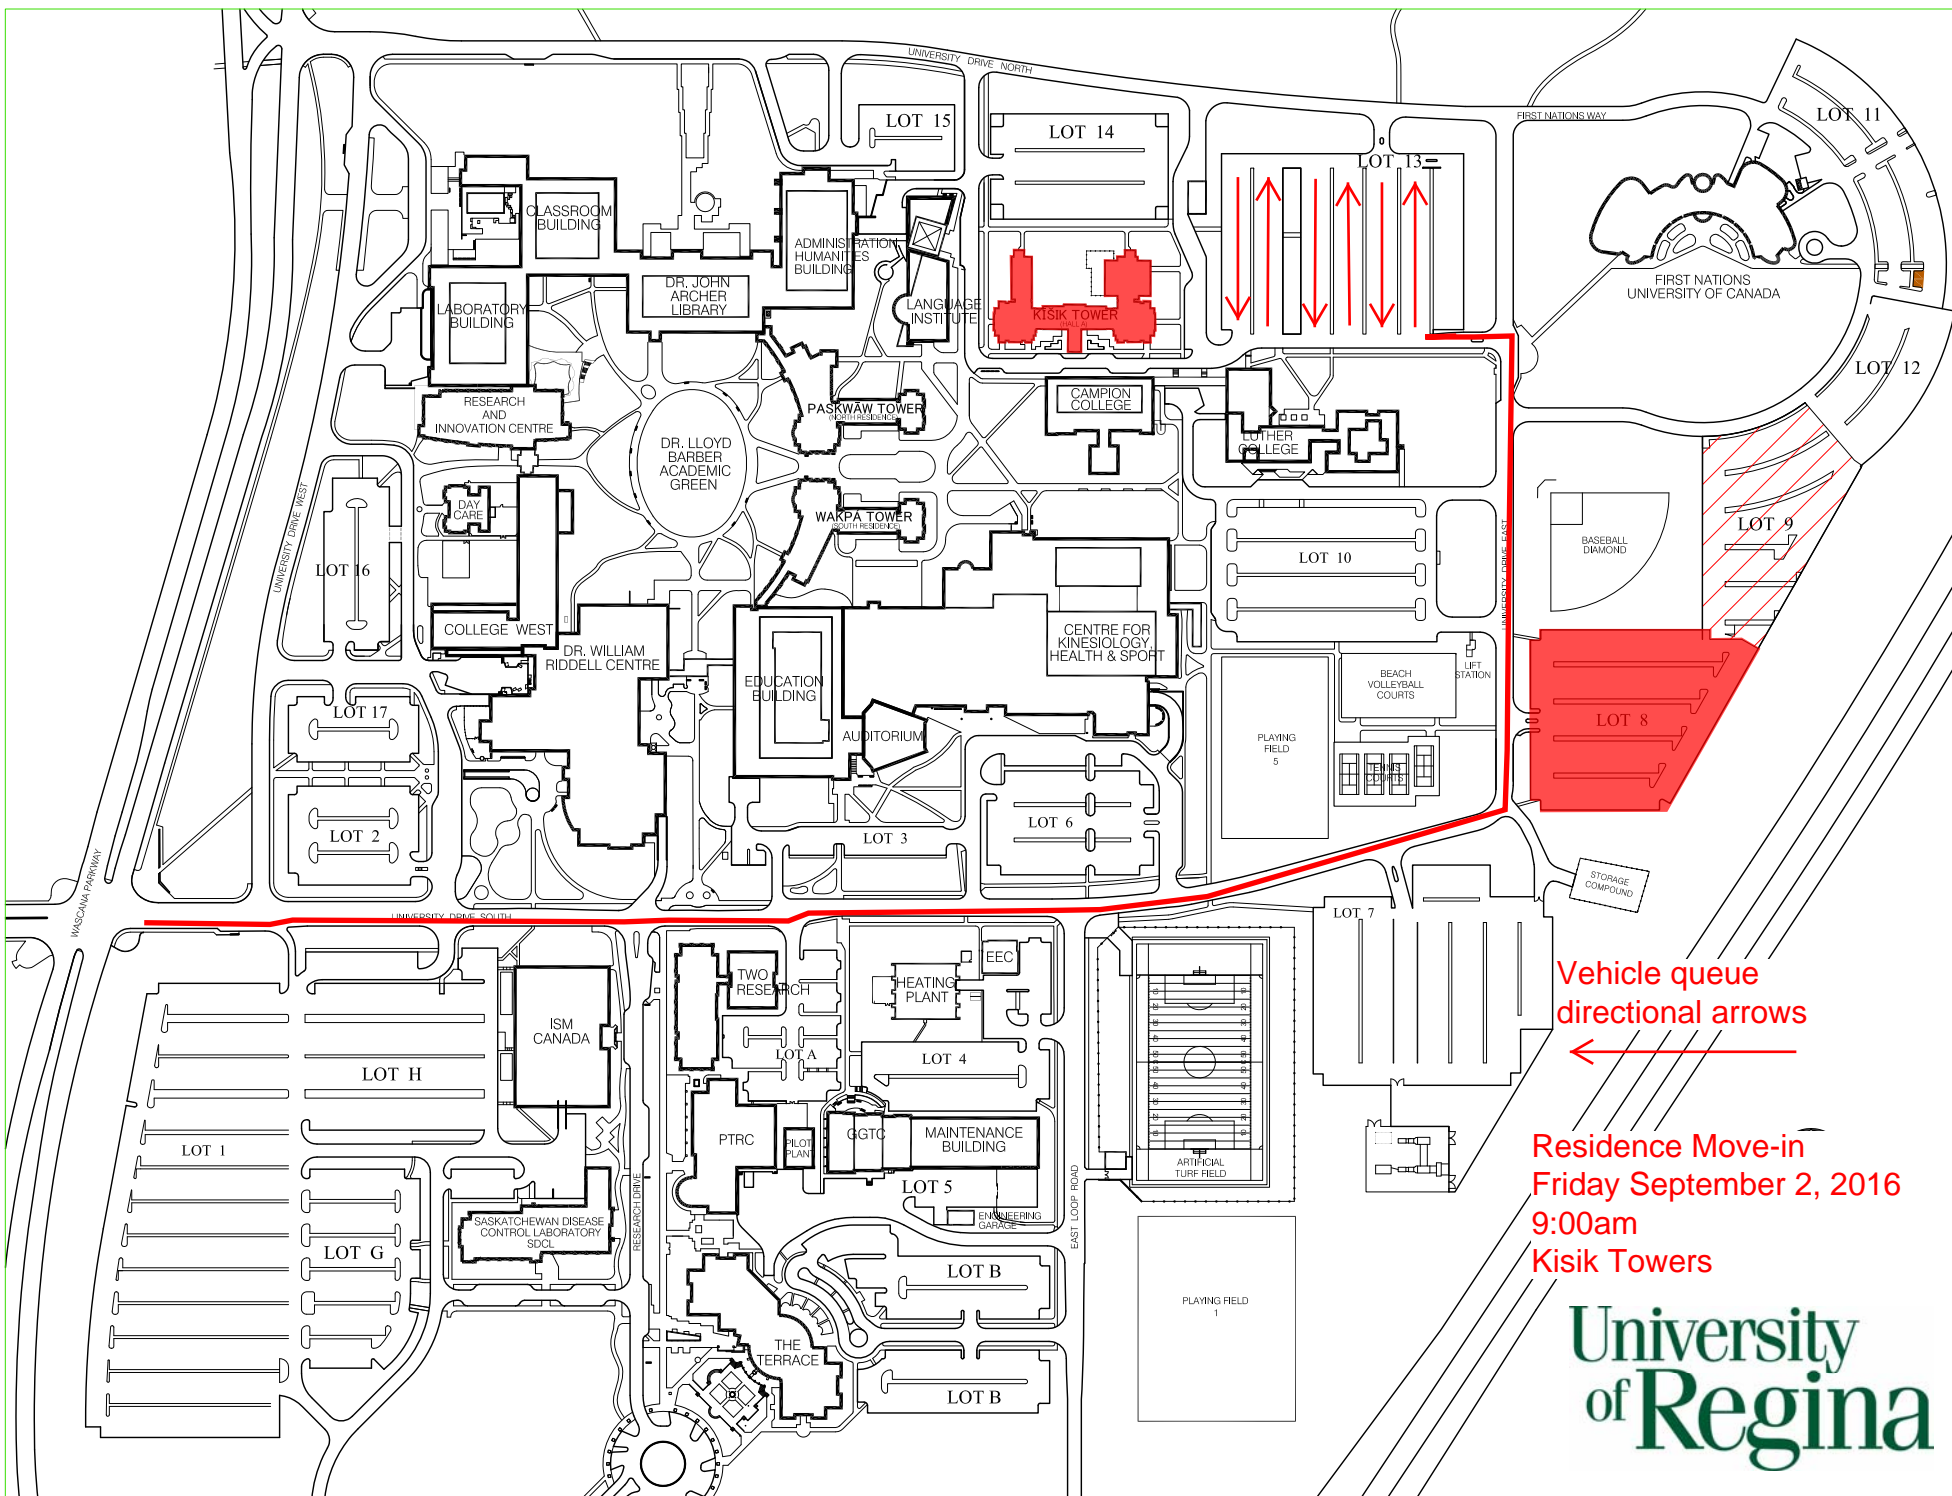 UNIVERSITY DRIVE NORTH
FIRST NATIONS WAY
LOT 11
LOT 15
LOT 14
LOT 13
CLASSROOM
BUILDING
ADMINISTRATION
HUMANITIES
BUILDING
DR. JOHN
ARCHER
LIBRARY
LANGUAGE
INSTITUTE
LABORATORY
BUILDING
KĪSIK TOWER
(HALL A)
FIRST NATIONS
UNIVERSITY OF CANADA
LOT 12
RESEARCH
AND
INNOVATION CENTRE
PASKWĀW TOWER
(NORTH RESIDENCE)
CAMPION
COLLEGE
LUTHER
COLLEGE
DR. LLOYD
BARBER
ACADEMIC
GREEN
DAY
CARE
WAKPÁ TOWER
(SOUTH RESIDENCE)
UNIVERSITY DRIVE WEST
LOT 16
LOT 10
UNIVERSITY DRIVE EAST
BASEBALL
DIAMOND
LOT 9
COLLEGE WEST
DR. WILLIAM
RIDDELL CENTRE
CENTRE FOR
KINESIOLOGY,
HEALTH & SPORT
EDUCATION
BUILDING
BEACH
VOLLEYBALL
COURTS
LIFT
STATION
LOT 17
AUDITORIUM
PLAYING
FIELD
5
TENNIS
COURTS
LOT 8
LOT 2
LOT 3
LOT 6
STORAGE
COMPOUND
WASCANA PARKWAY
UNIVERSITY DRIVE SOUTH
LOT 7
TWO
RESEARCH
HEATING
PLANT
EEC
ISM
CANADA
LOT A
LOT 4
LOT H
Vehicle queue
directional arrows
LOT 1
PTRC
PILOT
PLANT
GGTC
MAINTENANCE
BUILDING
ARTIFICIAL
TURF FIELD
LOT 5
ENGINEERING
GARAGE
EAST LOOP ROAD
RESEARCH DRIVE
SASKATCHEWAN DISEASE
CONTROL LABORATORY
SDCL
LOT G
LOT B
THE
TERRACE
LOT B
PLAYING FIELD
1
Residence Move-in
Friday September 2, 2016
9:00am
Kisik Towers
University
of Regina